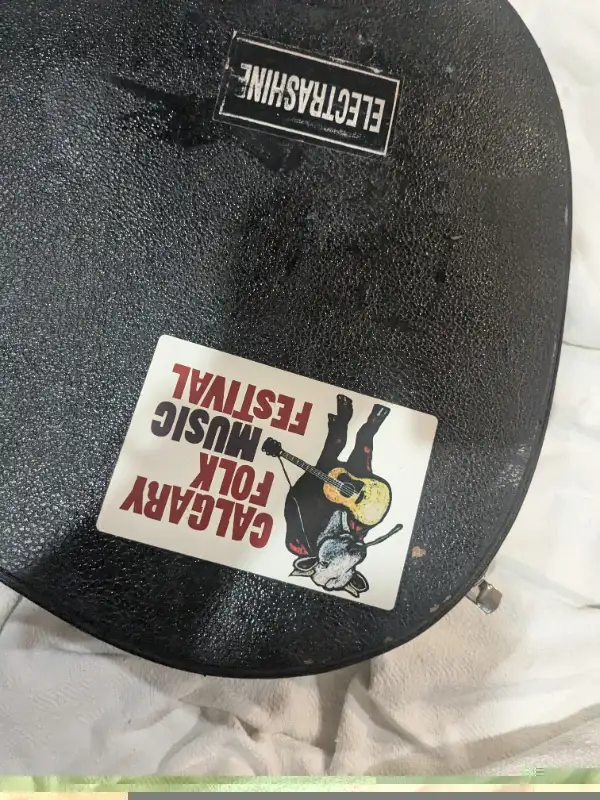 ELECTRASHINE
CALGARY
FOLK
MUSIC
FESTIVAL